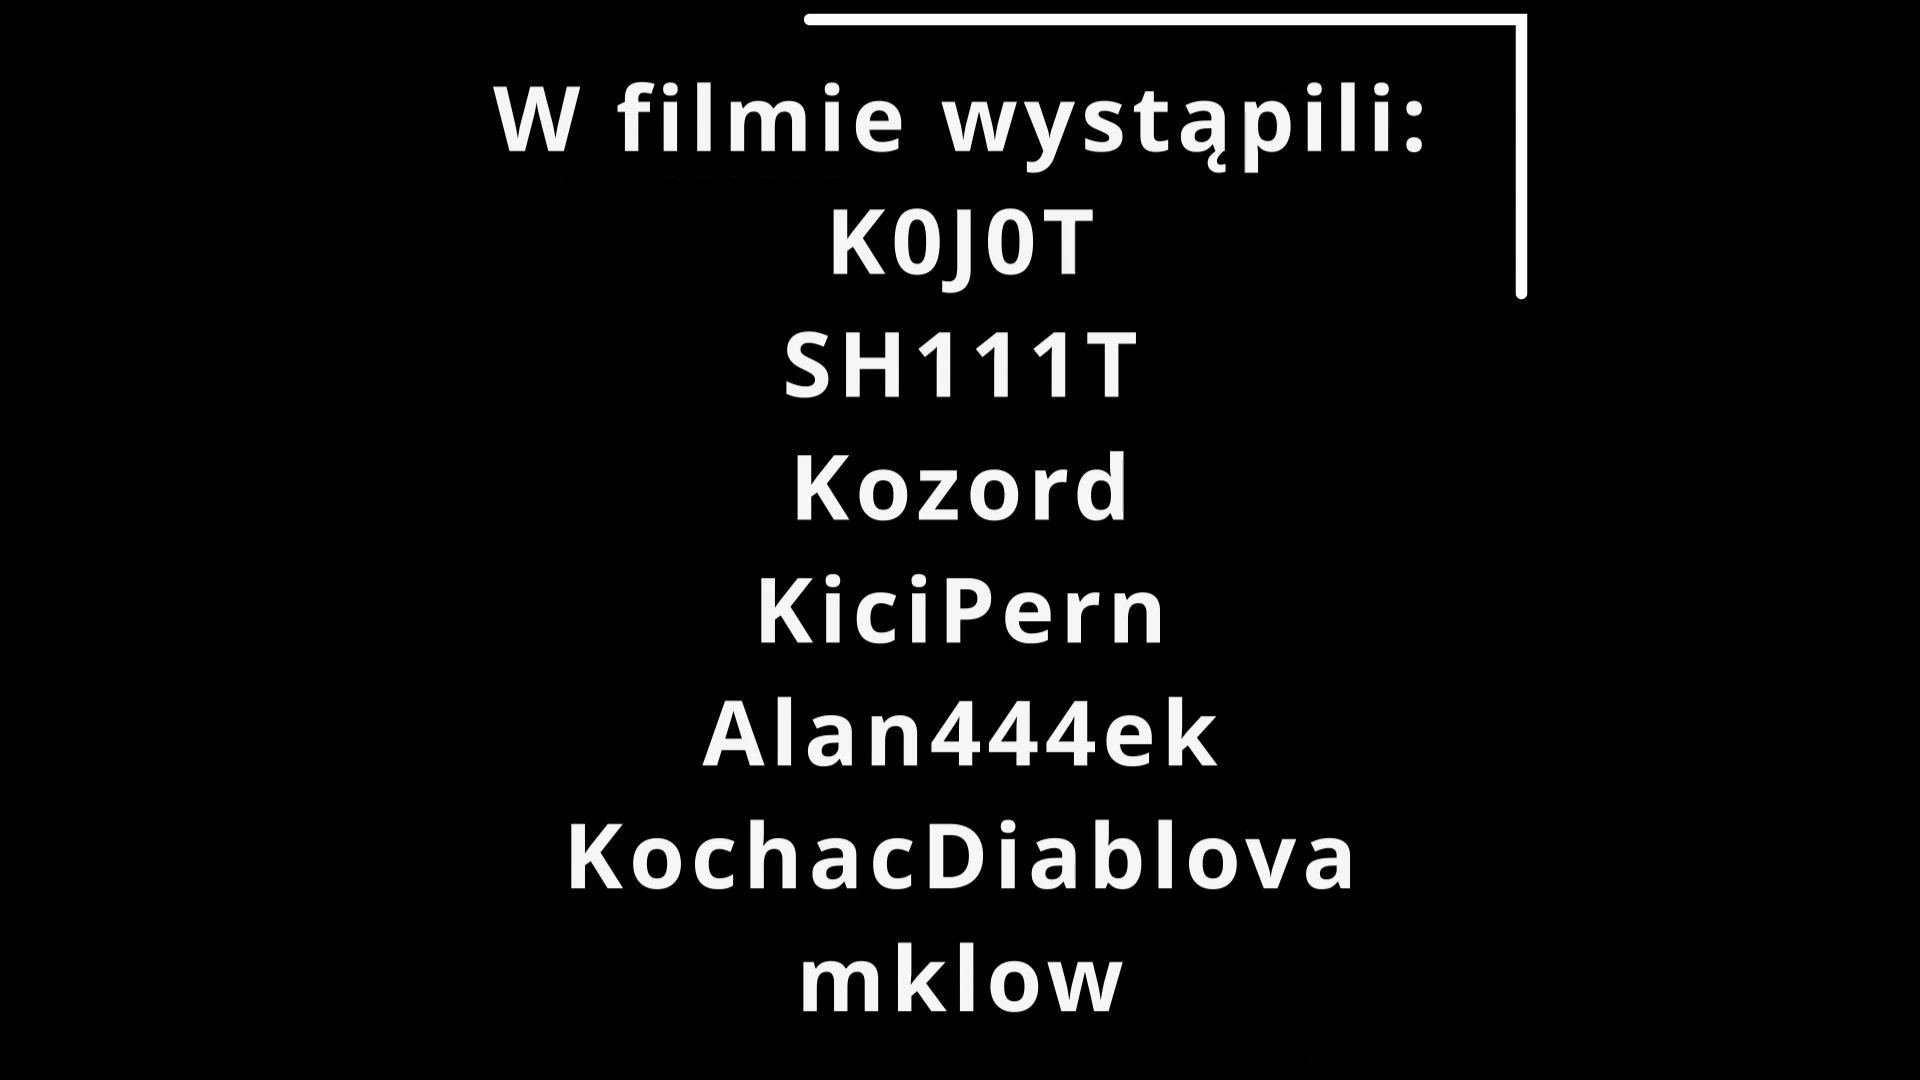 W filmie wystąpili:
K0J0T
SH111T
Kozord
KiciPern
Alan444ek
KochacDiablova
mklow